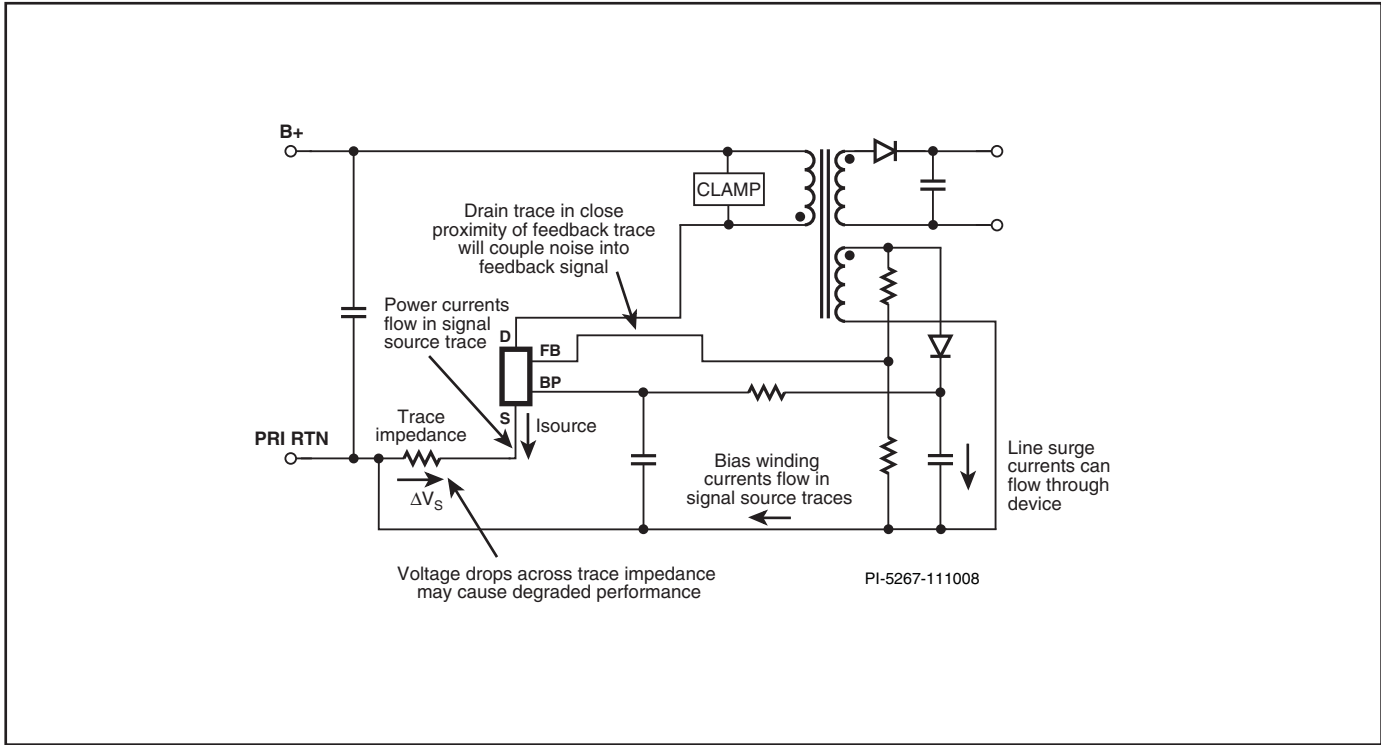 B+
CLAMP
Drain trace in close
proximity of feedback trace
will couple noise into
feedback signal
Power currents
flow in signal
source trace
D
FB
BP
S
Isource
Trace
impedance
PRI RTN
ΔVS
Bias winding
currents flow in
signal source traces
Line surge
currents can
flow through
device
Voltage drops across trace impedance
may cause degraded performance
PI-5267-111008